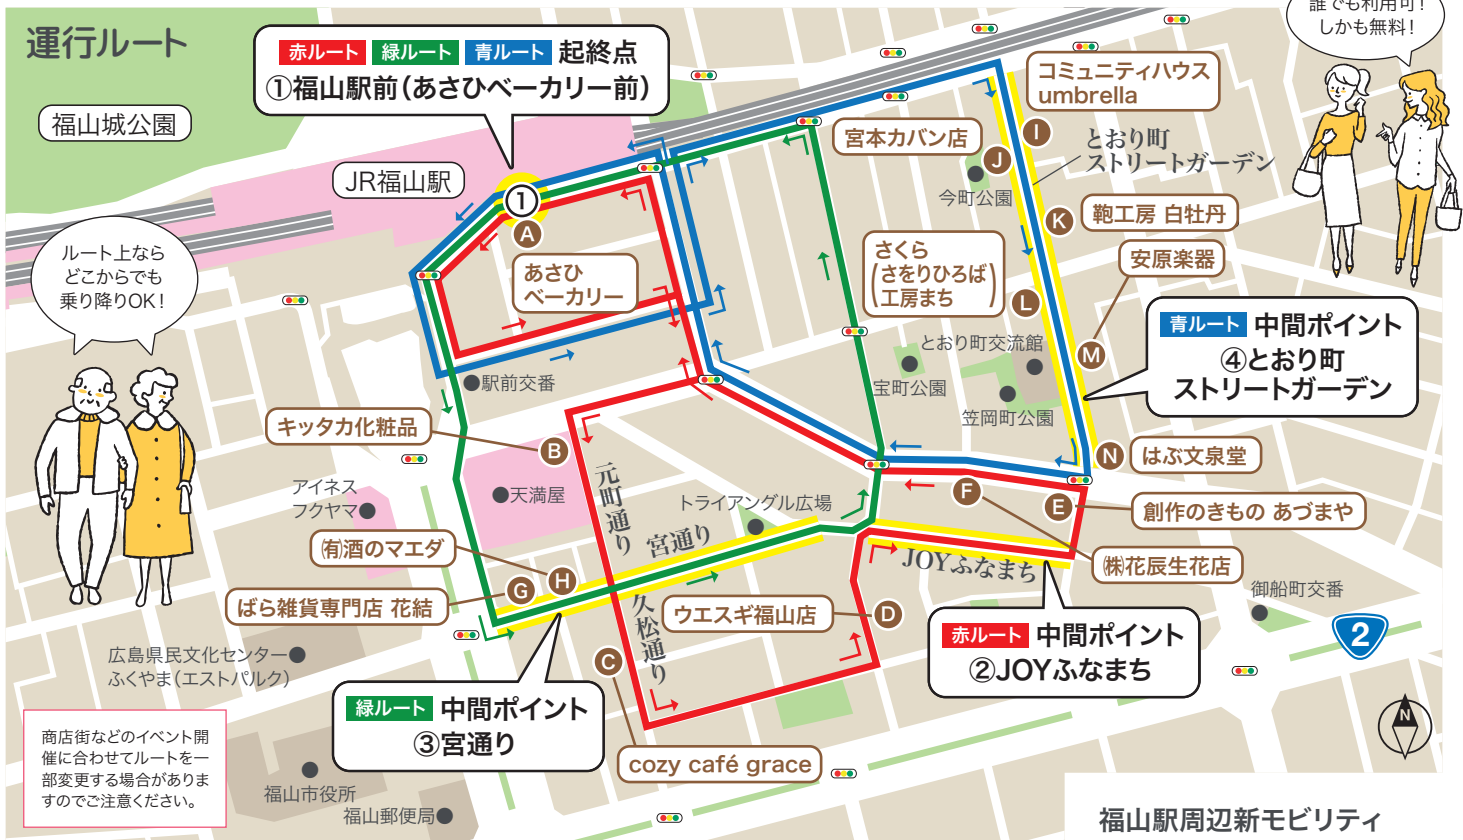 運行ルート
誰でも利用可！
しかも無料！
赤ルート 緑ルート 青ルート 起終点
①福山駅前（あさひベーカリー前）
福山城公園
JR福山駅
①
A
あさひ
ベーカリー
コミュニティハウス
umbrella
I
宮本カバン店
J
今町公園
とおり町
ストリートガーデン
K
鞄工房 白牡丹
さくら
（さをりひろば）
工房まち
L
安原楽器
M
ルート上なら
どこからでも
乗り降りOK！
青ルート 中間ポイント
④とおり町
ストリートガーデン
とおり町交流館
宝町公園
笠岡町公園
駅前交番
キッタカ化粧品
B
天満屋
アイネス
フクヤマ
元町通り
トライアングル広場
宮通り
N
はぶ文泉堂
F
E
創作のきもの あづまや
㈲酒のマエダ
H
G
ばら雑貨専門店 花結
JOYふなまち
㈱花辰生花店
御船町交番
2
久松通り
ウエスギ福山店
D
C
赤ルート 中間ポイント
②JOYふなまち
広島県民文化センター
ふくやま（エストパルク）
緑ルート 中間ポイント
③宮通り
cozy café grace
N
商店街などのイベント開
催に合わせてルートを一
部変更する場合がありま
すのでご注意ください。
福山市役所
福山郵便局
福山駅周辺新モビリティ